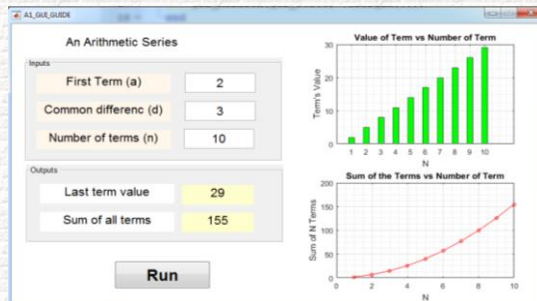 A1_GUI_GUIDE
An Arithmetic Series
Inputs
First Term (a) 2
Common differenc (d) 3
Number of terms (n) 10
Outputs
Last term value 29
Sum of all terms 155
Run
Value of Term vs Number of Term
Term's Value
30
20
10
0
1 2 3 4 5 6 7 8 9 10
N
Sum of the Terms vs Number of Term
Sum of N Terms
200
150
100
50
0
0 2 4 6 8 10
N